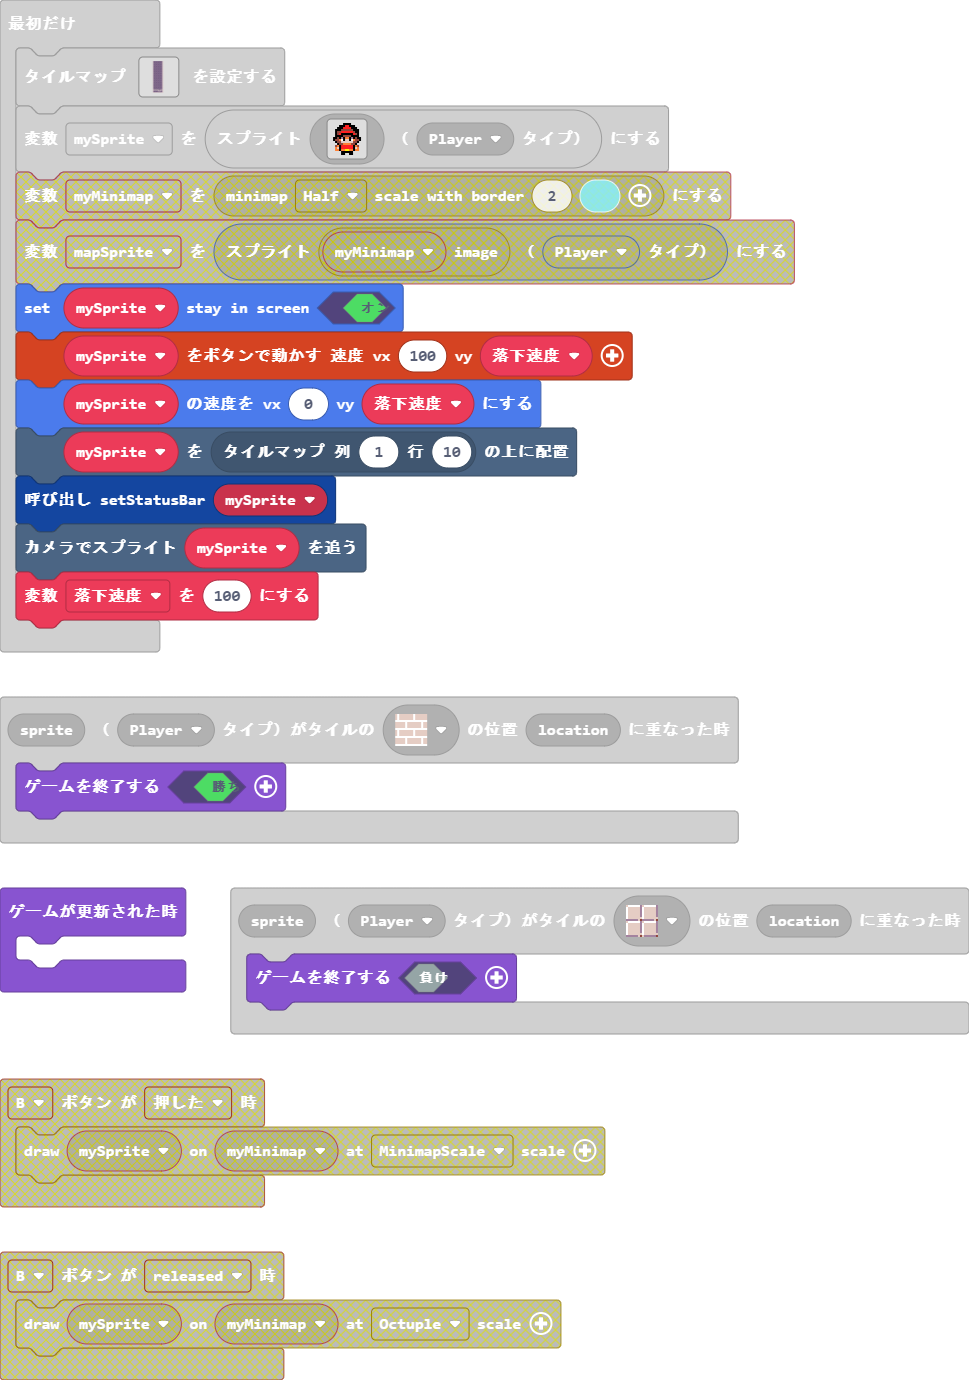 最初だけ
タイルマップ を設定する
変数 mySprite を スプライト ( Player タイプ) にする
変数 myMinimap を minimap Half scale with border 2 にする
変数 mapSprite を スプライト myMinimap image ( Player タイプ) にする
set mySprite stay in screen オン
mySprite をボタンで動かす 速度 vx 100 vy 落下速度
mySprite の速度を vx 0 vy 落下速度 にする
mySprite を タイルマップ 列 1 行 10 の上に配置
呼び出し setStatusBar mySprite
カメラでスプライト mySprite を追う
変数 落下速度 を 100 にする
sprite ( Player タイプ)がタイルの の位置 location に重なった時
ゲームを終了する 勝ち
ゲームが更新された時
sprite ( Player タイプ)がタイルの の位置 location に重なった時
ゲームを終了する 負け
B ボタン が 押した 時
draw mySprite on myMinimap at MinimapScale scale
B ボタン が released 時
draw mySprite on myMinimap at Octuple scale